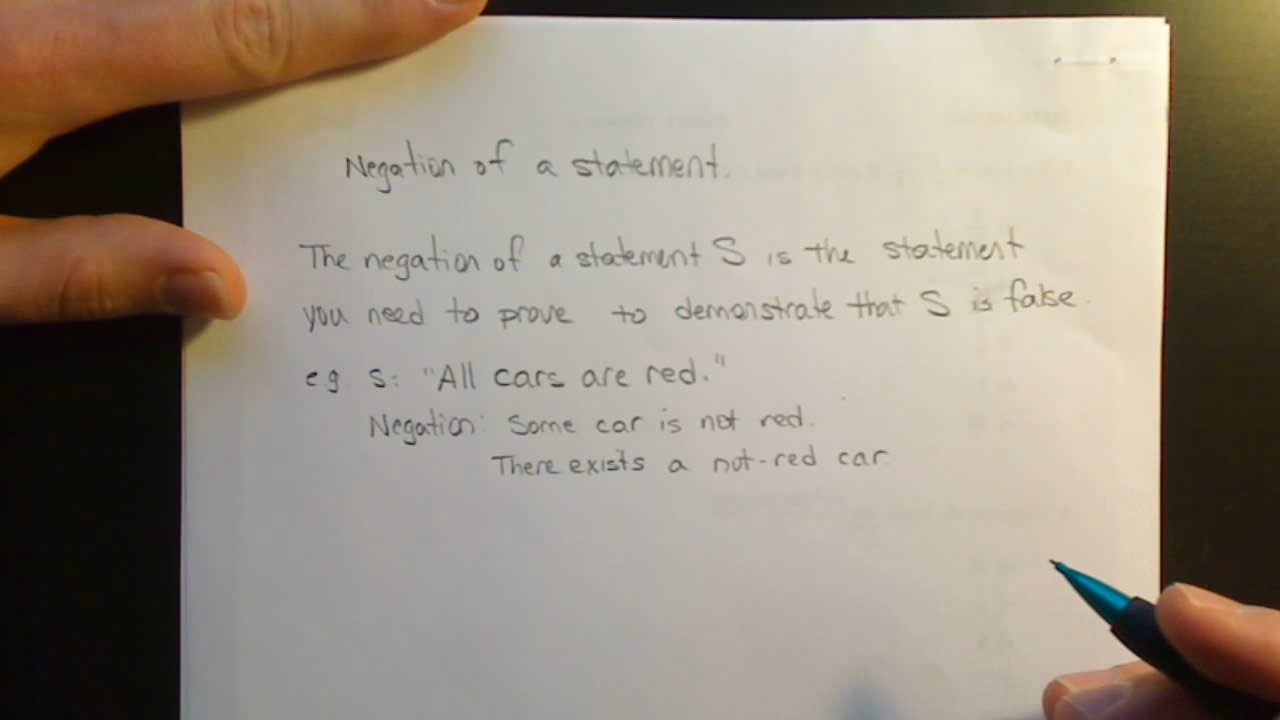 Negation of a statement.
The negation of a statement S is the statement
you need to prove to demonstrate that S is false.
eg S: "All cars are red."
Negation: Some car is not red.
There exists a not-red car